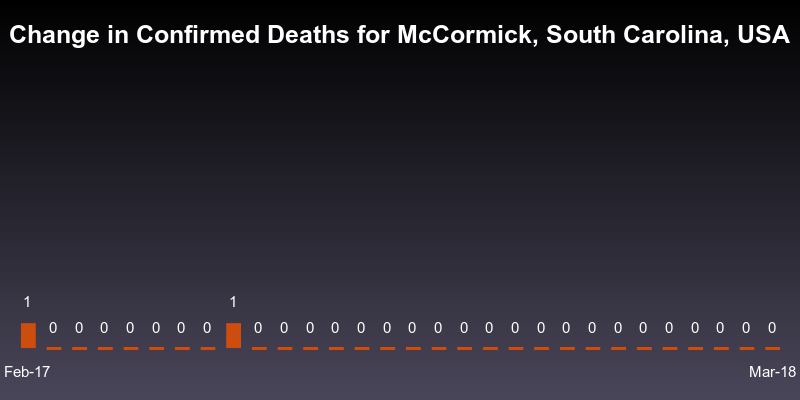 Change in Confirmed Deaths for McCormick, South Carolina, USA
1 0 0 0 0 0 0 0 1 0 0 0 0 0 0 0 0 0 0 0 0 0 0 0 0 0 0 0 0 0
Feb-17 Mar-18